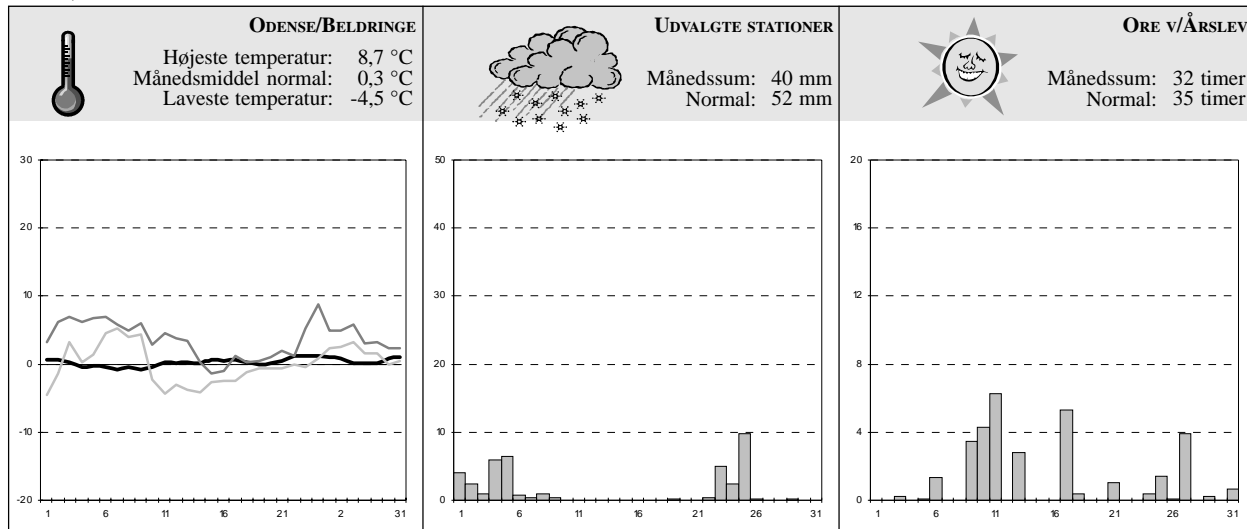 ODENSE/BELDRINGE
Højeste temperatur: 8,7 °C
Månedsmiddel normal: 0,3 °C
Laveste temperatur: -4,5 °C
UDVALGTE STATIONER
Månedssum: 40 mm
Normal: 52 mm
ORE V/ÅRSLEV
Månedssum: 32 timer
Normal: 35 timer
30
20
10
0
-10
-20
1 6 11 16 21 2 31
50
40
30
20
10
0
1 6 11 16 21 26 31
20
16
12
8
4
0
1 6 11 16 21 26 31